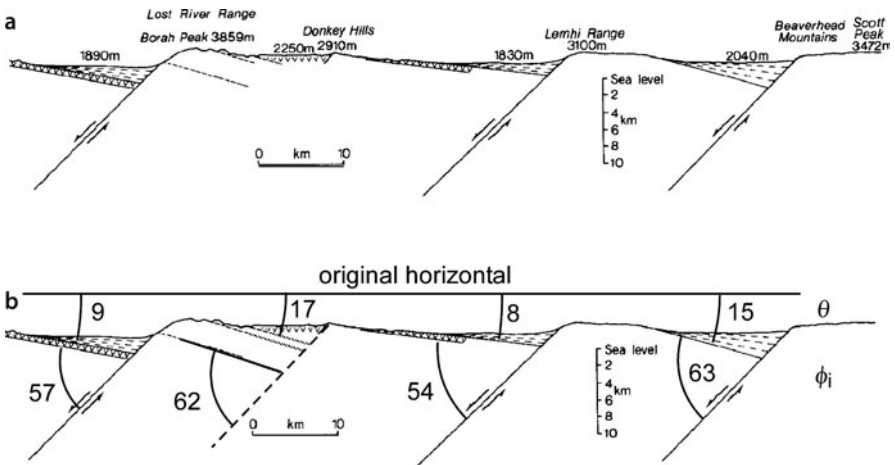 a
Lost River Range
Borah Peak 3859m
Donkey Hills
2910m
2250m
1890m
1830m
Lemhi Range
3100m
2040m
Beaverhead
Mountains
Scott
Peak
3472m
Sea level
2
4
km
6
8
10
0 km 10
original horizontal
b
9
17
8
15
θ
57
62
54
63
ϕi
Sea level
2
4
km
6
8
10
0 km 10